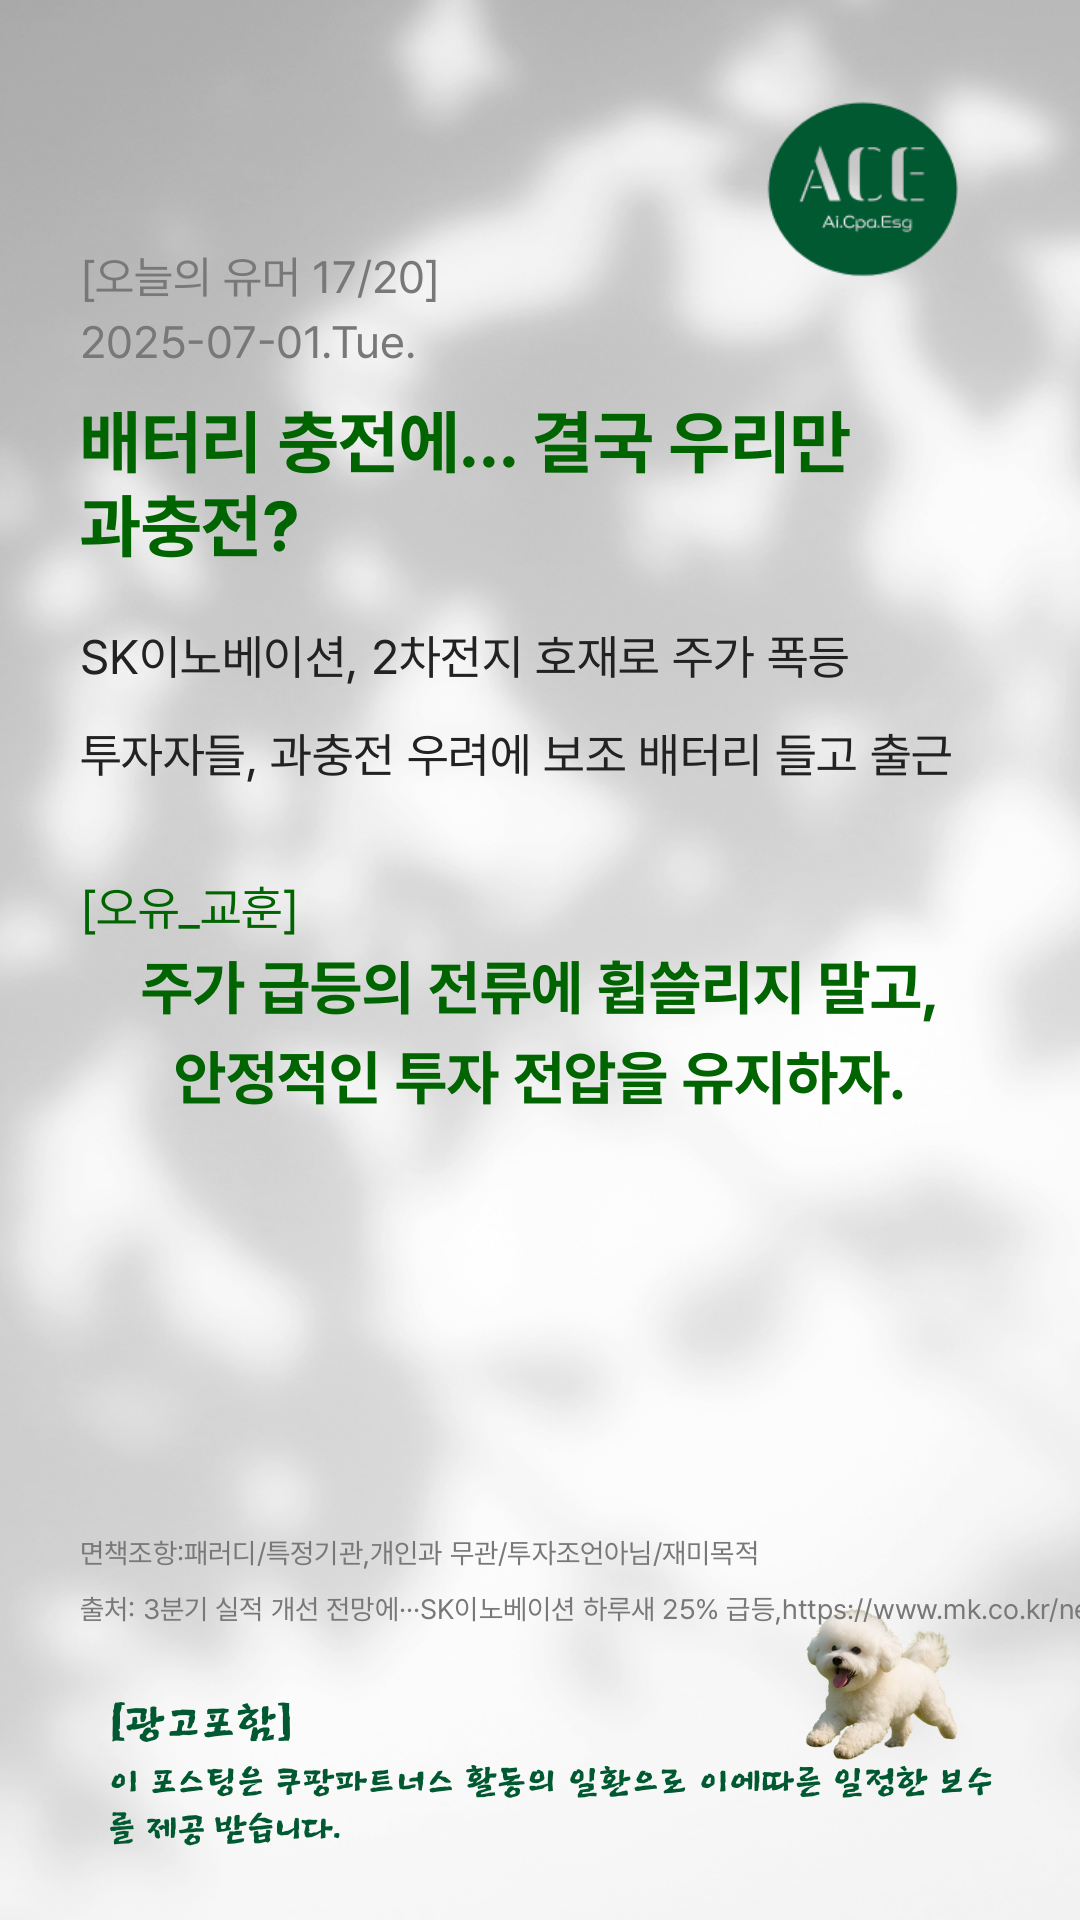 ACE
Ai.Cpa.Esg
[오늘의 유머 17/20]
2025-07-01.Tue.
배터리 충전에... 결국 우리만
과충전?
SK이노베이션, 2차전지 호재로 주가 폭등
투자자들, 과충전 우려에 보조 배터리 들고 출근
[오유_교훈]
주가 급등의 전류에 휩쓸리지 말고,
안정적인 투자 전압을 유지하자.
면책조항:패러디/특정기관,개인과 무관/투자조언아님/재미목적
출처: 3분기 실적 개선 전망에…SK이노베이션 하루새 25% 급등,https://www.mk.co.kr/ne
[광고포함]
이 포스팅은 쿠팡파트너스 활동의 일환으로 이에따른 일정한 보수
를 제공 받습니다.